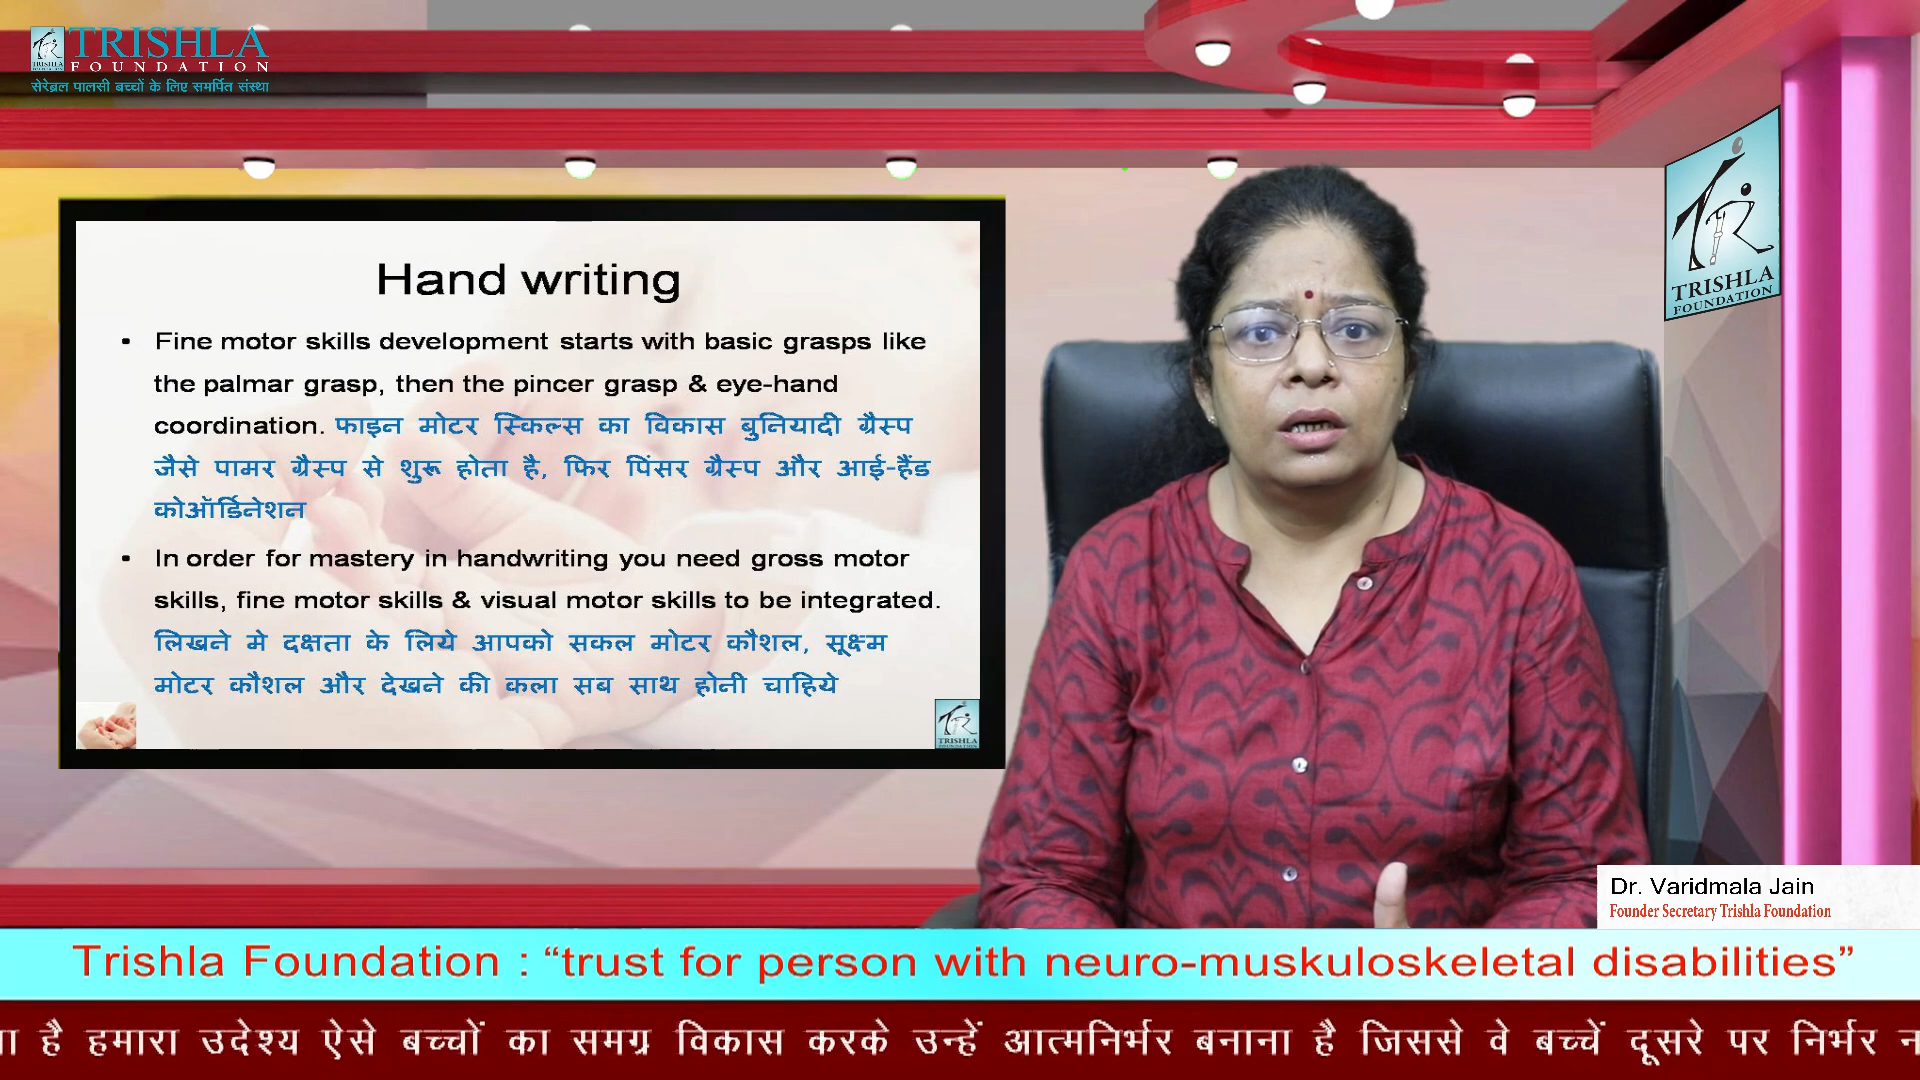 TRISHLA
FOUNDATION
सेरेब्रल पालसी बच्चों के लिए समर्पित संस्था
TRISHLA
FOUNDATION
Hand writing
• Fine motor skills development starts with basic grasps like
the palmar grasp, then the pincer grasp & eye-hand
coordination. फाइन मोटर स्किल्स का विकास बुनियादी ग्रैस्प
जैसे पामर ग्रैस्प से शुरू होता है, फिर पिंसर ग्रैस्प और आई-हैंड
कोऑर्डिनेशन
• In order for mastery in handwriting you need gross motor
skills, fine motor skills & visual motor skills to be integrated.
लिखने मे दक्षता के लिये आपको सकल मोटर कौशल, सूक्ष्म
मोटर कौशल और देखने की कला सब साथ होनी चाहिये
TRISHLA
Dr. Varidmala Jain
Founder Secretary Trishla Foundation
Trishla Foundation : “trust for person with neuro-muskuloskeletal disabilities”
है हमारा उदेश्य ऐसे बच्चों का समग्र विकास करके उन्हें आत्मनिर्भर बनाना है जिससे वे बच्चें दूसरे पर निर्भर